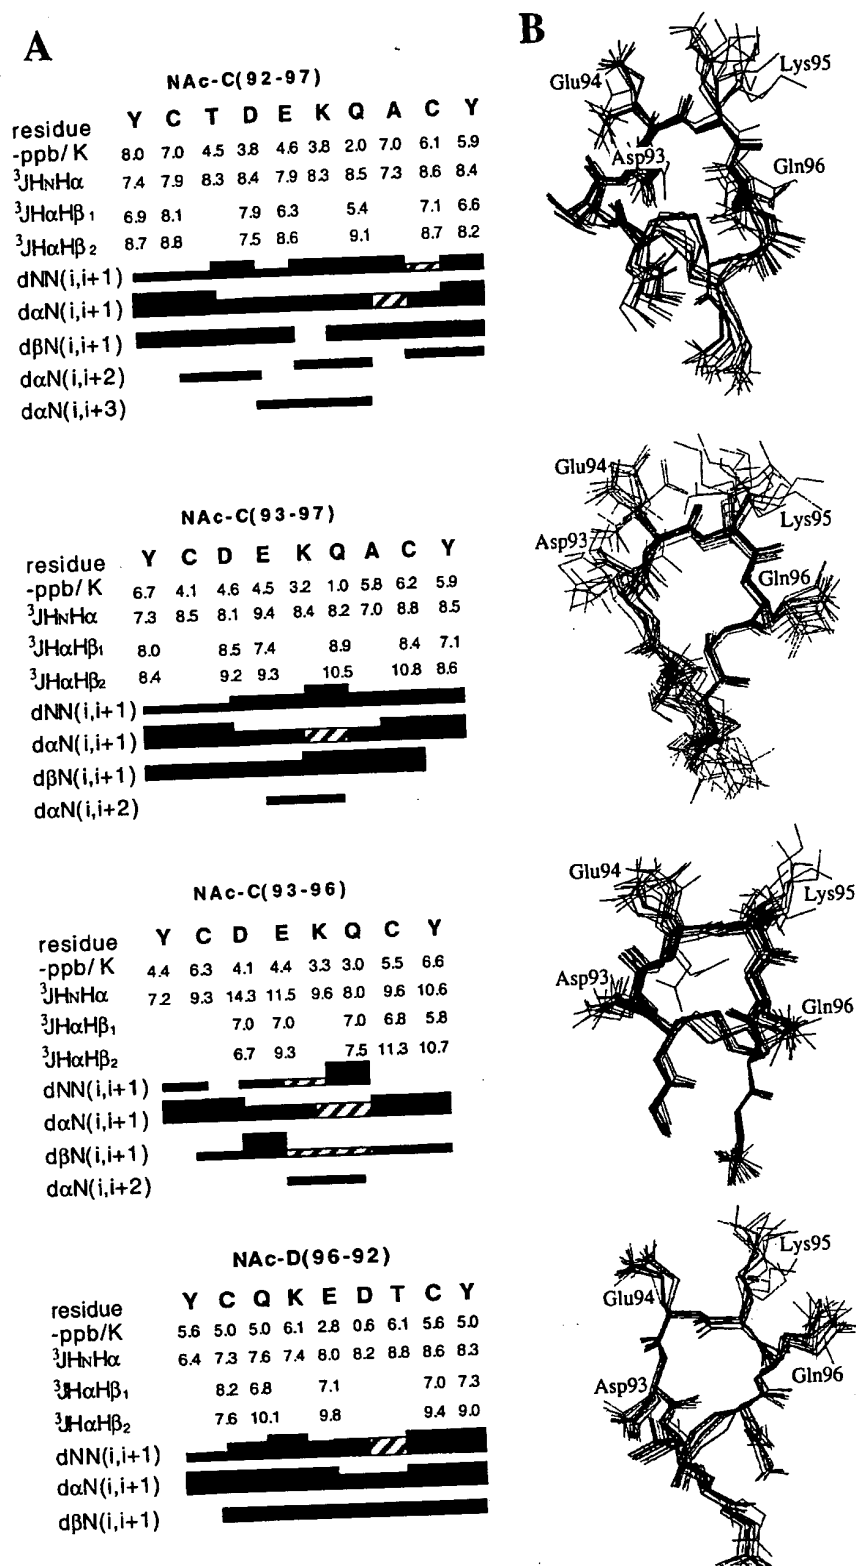 A
NAc-C(92-97)
residue Y C T D E K Q A C Y
-ppb/K 8.0 7.0 4.5 3.8 4.6 3.8 2.0 7.0 6.1 5.9
³JHNHα 7.4 7.9 8.3 8.4 7.9 8.3 8.5 7.3 8.6 8.4
³JHαHβ₁ 6.9 8.1 7.9 6.3 5.4 7.1 6.6
³JHαHβ₂ 8.7 8.8 7.5 8.6 9.1 8.7 8.2
dNN(i,i+1)
dαN(i,i+1)
dβN(i,i+1)
dαN(i,i+2)
dαN(i,i+3)
NAc-C(93-97)
residue Y C D E K Q A C Y
-ppb/K 6.7 4.1 4.6 4.5 3.2 1.0 5.8 6.2 5.9
³JHNHα 7.3 8.5 8.1 9.4 8.4 8.2 7.0 8.8 8.5
³JHαHβ₁ 8.0 8.5 7.4 8.9 8.4 7.1
³JHαHβ₂ 8.4 9.2 9.3 10.5 10.8 8.6
dNN(i,i+1)
dαN(i,i+1)
dβN(i,i+1)
dαN(i,i+2)
NAc-C(93-96)
residue Y C D E K Q C Y
-ppb/K 4.4 6.3 4.1 4.4 3.3 3.0 5.5 6.6
³JHNHα 7.2 9.3 14.3 11.5 9.6 8.0 9.6 10.6
³JHαHβ₁ 7.0 7.0 7.0 6.8 5.8
³JHαHβ₂ 6.7 9.3 7.5 11.3 10.7
dNN(i,i+1)
dαN(i,i+1)
dβN(i,i+1)
dαN(i,i+2)
NAc-D(96-92)
residue Y C Q K E D T C Y
-ppb/K 5.6 5.0 5.0 6.1 2.8 0.6 6.1 5.6 5.0
³JHNHα 6.4 7.3 7.6 7.4 8.0 8.2 8.8 8.6 8.3
³JHαHβ₁ 8.2 6.8 7.1 7.0 7.3
³JHαHβ₂ 7.6 10.1 9.8 9.4 9.0
dNN(i,i+1)
dαN(i,i+1)
dβN(i,i+1)
B
Lys95
Glu94
Asp93
Gln96
Glu94
Lys95
Asp93
Gln96
Glu94
Lys95
Asp93
Gln96
Lys95
Glu94
Gln96
Asp93